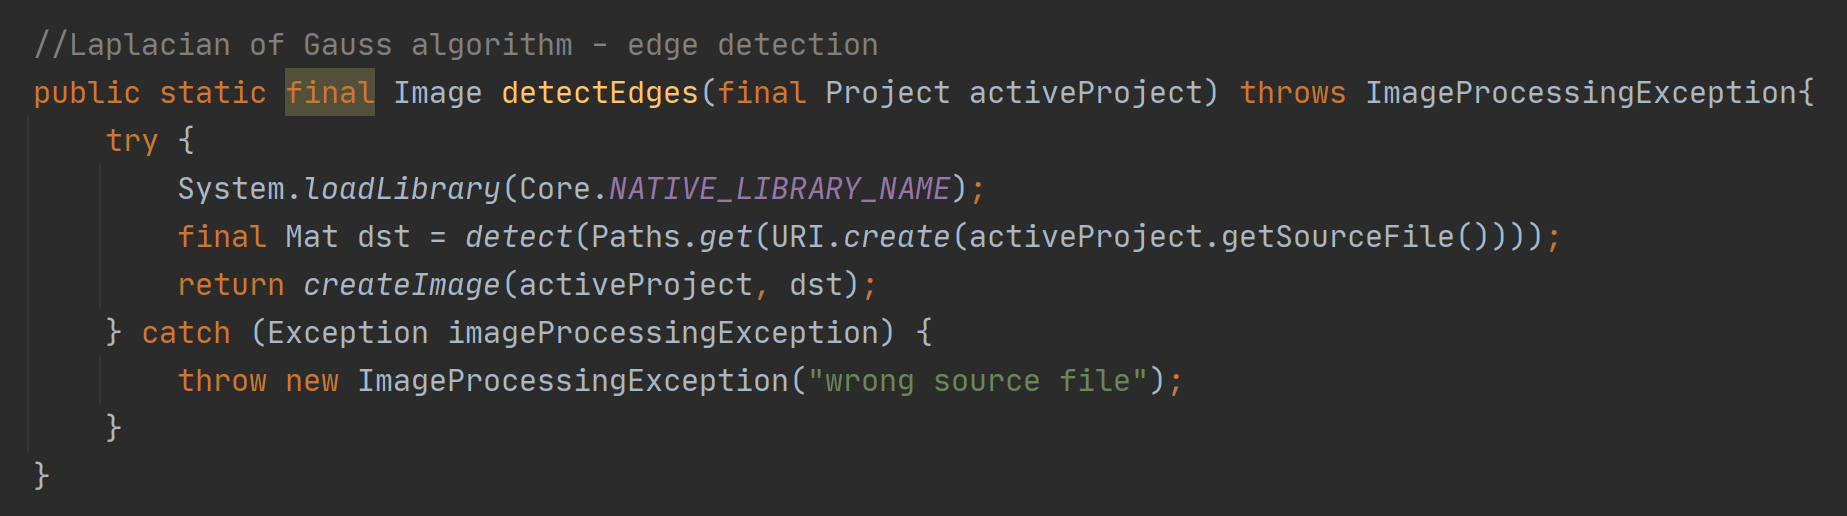 //Laplacian of Gauss algorithm - edge detection
public static final Image detectEdges(final Project activeProject) throws ImageProcessingException{
    try {
        System.loadLibrary(Core.NATIVE_LIBRARY_NAME);
        final Mat dst = detect(Paths.get(URI.create(activeProject.getSourceFile())));
        return createImage(activeProject, dst);
    } catch (Exception imageProcessingException) {
        throw new ImageProcessingException("wrong source file");
    }
}